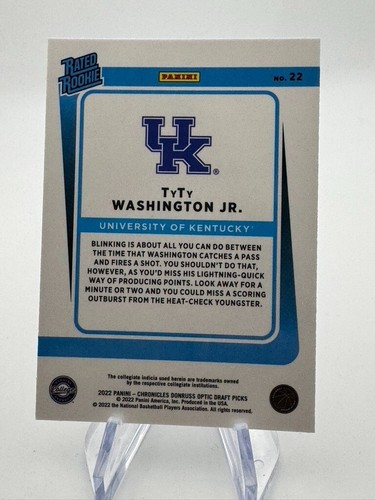 RATED
ROOKIE
PANINI
NO. 22
UK®
TyTy
WASHINGTON JR.
UNIVERSITY OF KENTUCKY®
BLINKING IS ABOUT ALL YOU CAN DO BETWEEN
THE TIME THAT WASHINGTON CATCHES A PASS
AND FIRES A SHOT. YOU SHOULDN'T DO THAT,
HOWEVER, AS YOU'D MISS HIS LIGHTNING-QUICK
WAY OF PRODUCING POINTS. LOOK AWAY FOR A
MINUTE OR TWO AND YOU COULD MISS A SCORING
OUTBURST FROM THE HEAT-CHECK YOUNGSTER.
The collegiate indicia used herein are trademarks owned
by the respective collegiate institutions.
2022 PANINI – CHRONICLES DONRUSS OPTIC DRAFT PICKS
© 2022 Panini America, Inc. Produced in the USA.
© 2022 the National Basketball Players Association. All rights reserved.